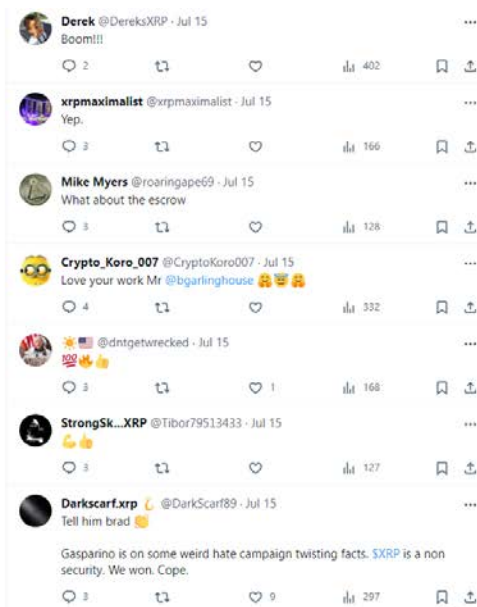 Derek @DereksXRP · Jul 15
Boom!!!
2 402
xrpmaximalist @xrpmaximalist · Jul 15
Yep.
3 166
Mike Myers @roaringape69 · Jul 15
What about the escrow
3 128
Crypto_Koro_007 @CryptoKoro007 · Jul 15
Love your work Mr @bgarlinghouse 🤗😇🤗
4 332
☀️🇺🇸 @dntgetwrecked · Jul 15
💯🔥👍
3 1 168
StrongSk...XRP @Tibor79513433 · Jul 15
💪👍
3 127
Darkscarf.xrp 🪝 @DarkScarf89 · Jul 15
Tell him brad 👏
Gasparino is on some weird hate campaign twisting facts. $XRP is a non
security. We won. Cope.
3 9 297